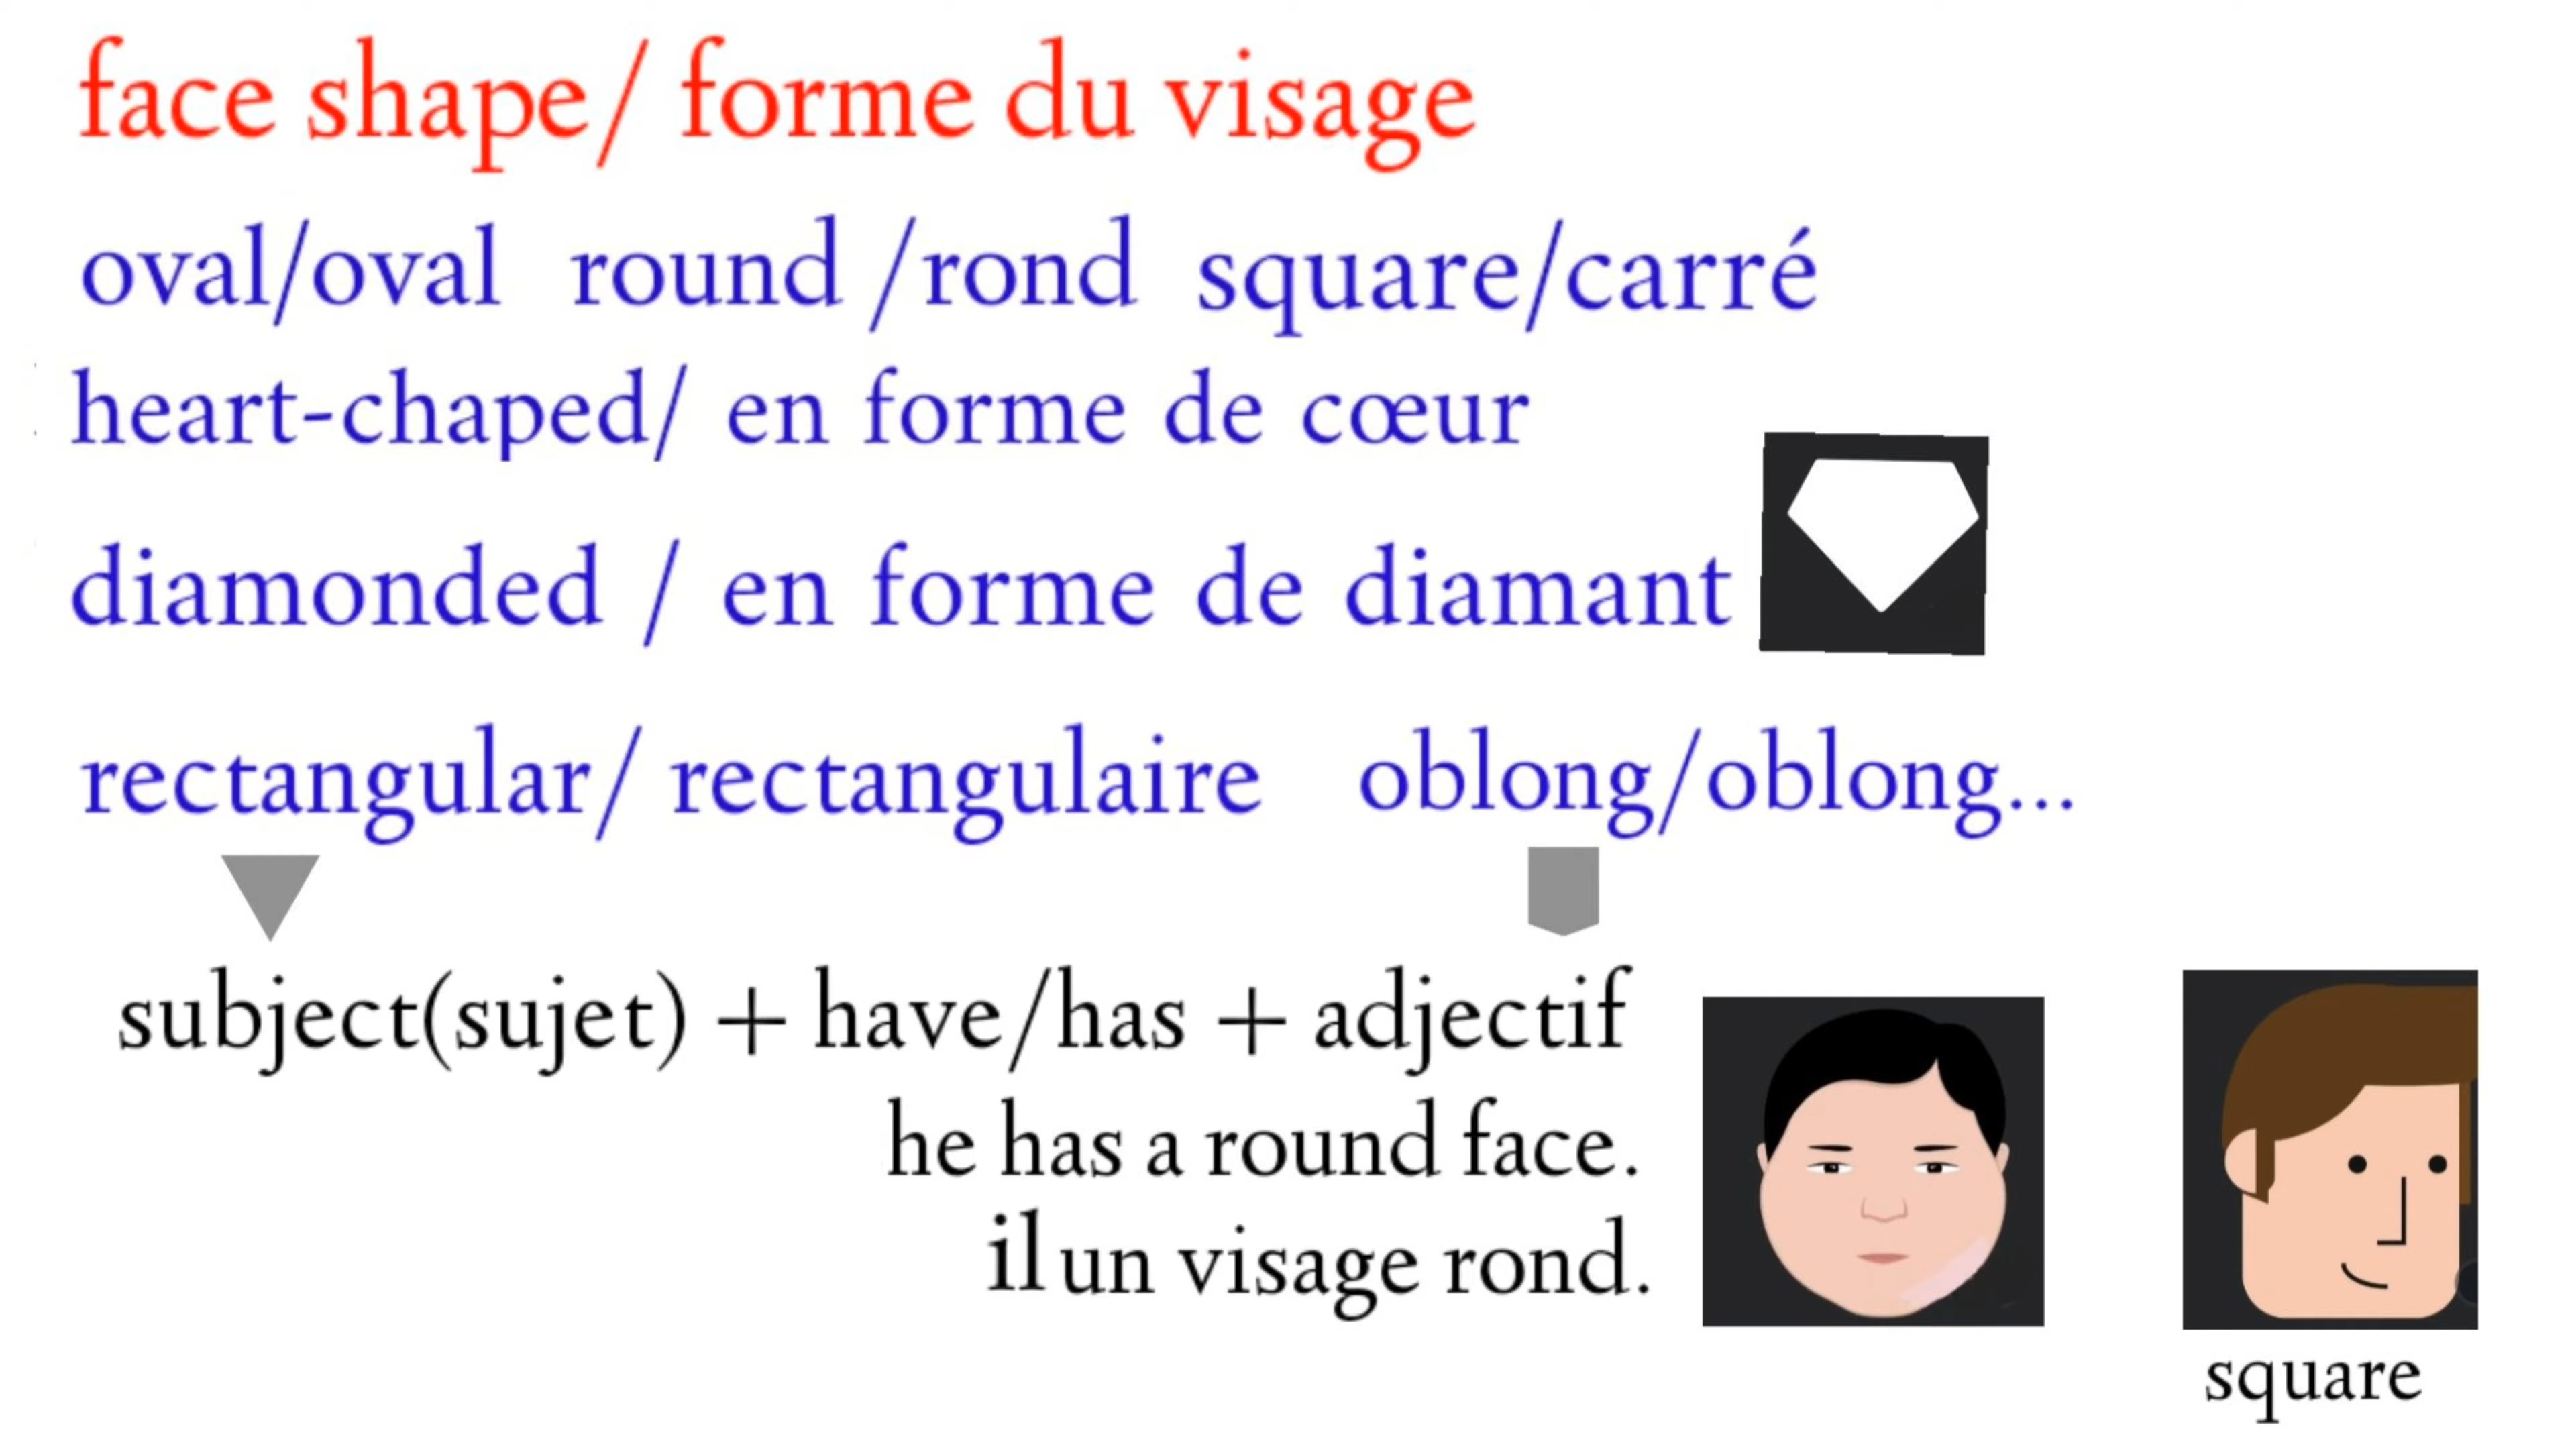 face shape/ forme du visage
oval/oval round /rond square/carré
heart-chaped/ en forme de cœur
diamonded / en forme de diamant
rectangular/ rectangulaire oblong/oblong...
subject(sujet) + have/has + adjectif
he has a round face.
il un visage rond.
square